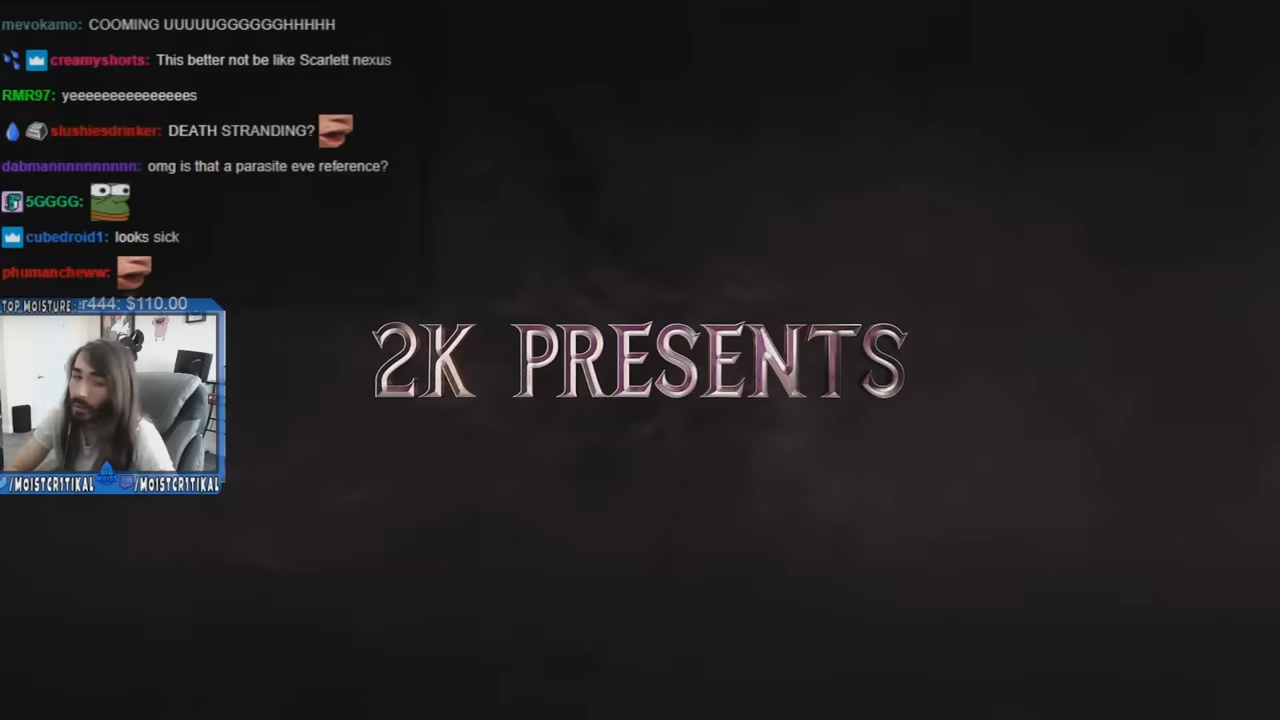 mevokamo: COOMING UUUUUGGGGGGHHHHH
creamyshorts: This better not be like Scarlett nexus
RMR97: yeeeeeeeeeeeeeees
slushiesdrinker: DEATH STRANDING?
dabmannnnnnnnnn: omg is that a parasite eve reference?
5GGGG:
cubedroid1: looks sick
phumancheww:
TOP MOISTURE: r444: $110.00
2K PRESENTS
/MOISTCR1TIKAL /MOISTCR1TIKAL